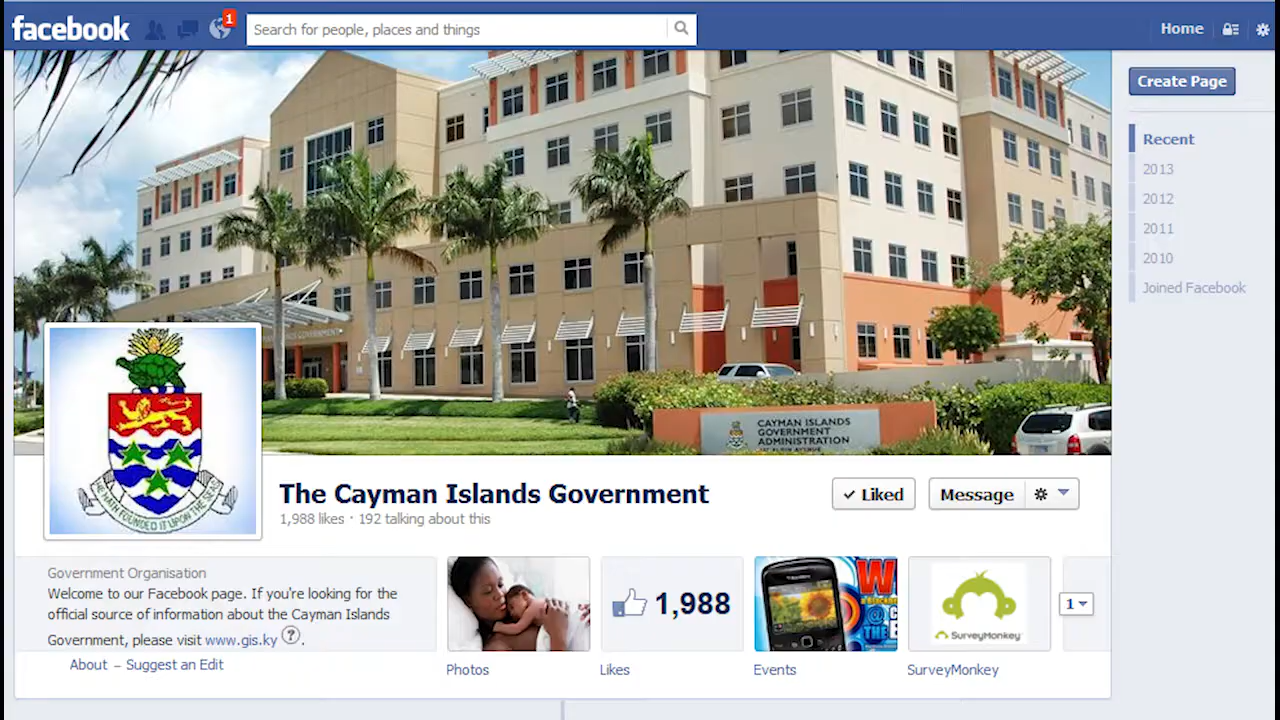 facebook
1
Search for people, places and things
Home
Create Page
Recent
2013
2012
2011
2010
Joined Facebook
CAYMAN ISLANDS
GOVERNMENT
ADMINISTRATION
HE HATH FOUNDED IT UPON THE SEAS
The Cayman Islands Government
1,988 likes · 192 talking about this
✓ Liked
Message
Government Organisation
Welcome to our Facebook page. If you're looking for the
official source of information about the Cayman Islands
Government, please visit www.gis.ky ? .
About – Suggest an Edit
1,988
BlackBerry
SurveyMonkey
1
Photos
Likes
Events
SurveyMonkey